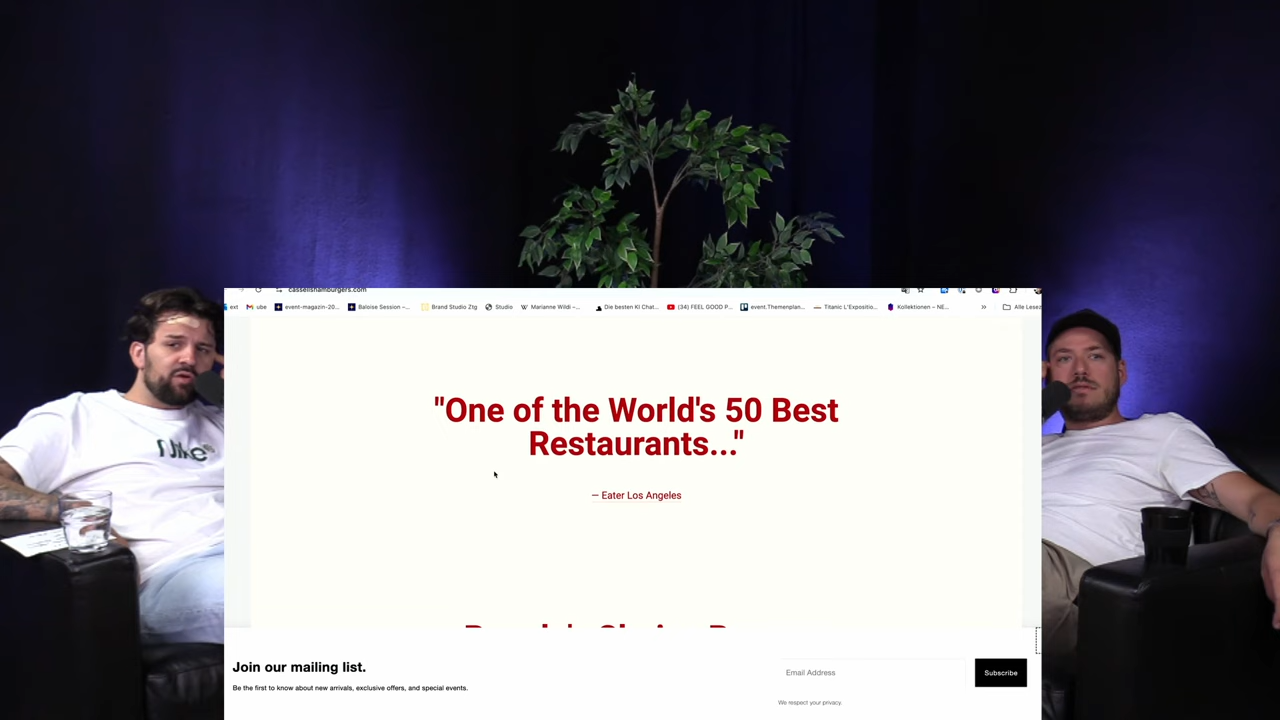 cassellshamburgers.com
ext
ube
event-magazin-20...
Baloise Session –...
Brand Studio Ztg
Studio
Marianne Wildi –...
Die besten KI Chat...
(34) FEEL GOOD P...
event.Themenplan...
Titanic L'Expositio...
Kollektionen – NE...
»
Alle Lesez
"One of the World's 50 Best
Restaurants..."
— Eater Los Angeles
Join our mailing list.
Be the first to know about new arrivals, exclusive offers, and special events.
Email Address
Subscribe
We respect your privacy.